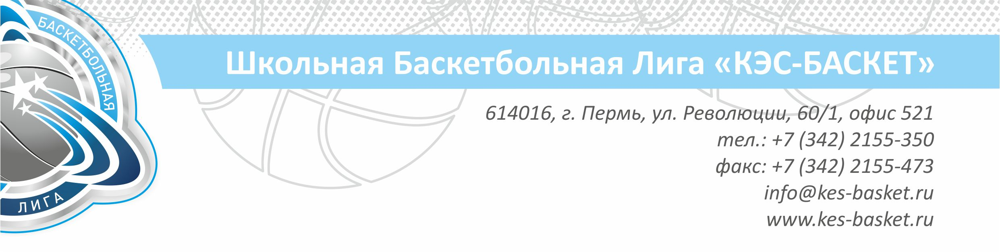 БАСКЕТБОЛЬНАЯ
ЛИГА
Школьная Баскетбольная Лига «КЭС-БАСКЕТ»
614016, г. Пермь, ул. Революции, 60/1, офис 521
тел.: +7 (342) 2155-350
факс: +7 (342) 2155-473
info@kes-basket.ru
www.kes-basket.ru